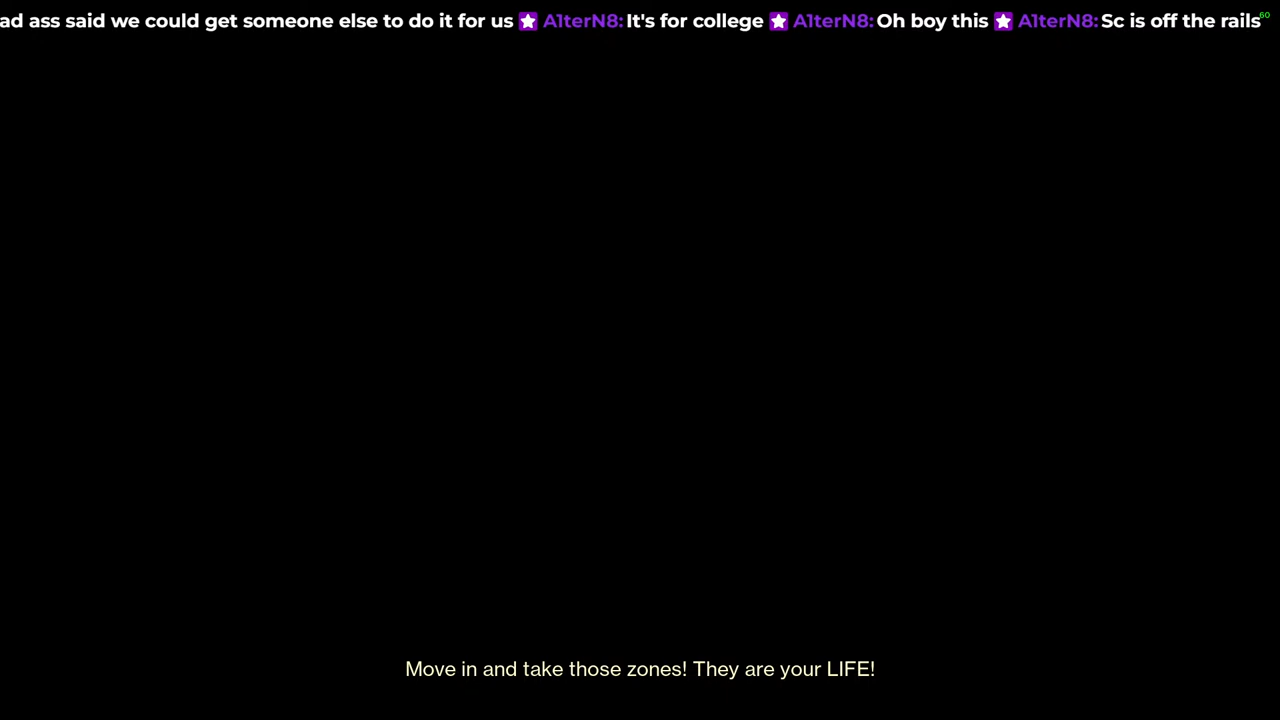 ad ass said we could get someone else to do it for us A1terN8: It's for college A1terN8: Oh boy this A1terN8: Sc is off the rails
60
Move in and take those zones! They are your LIFE!